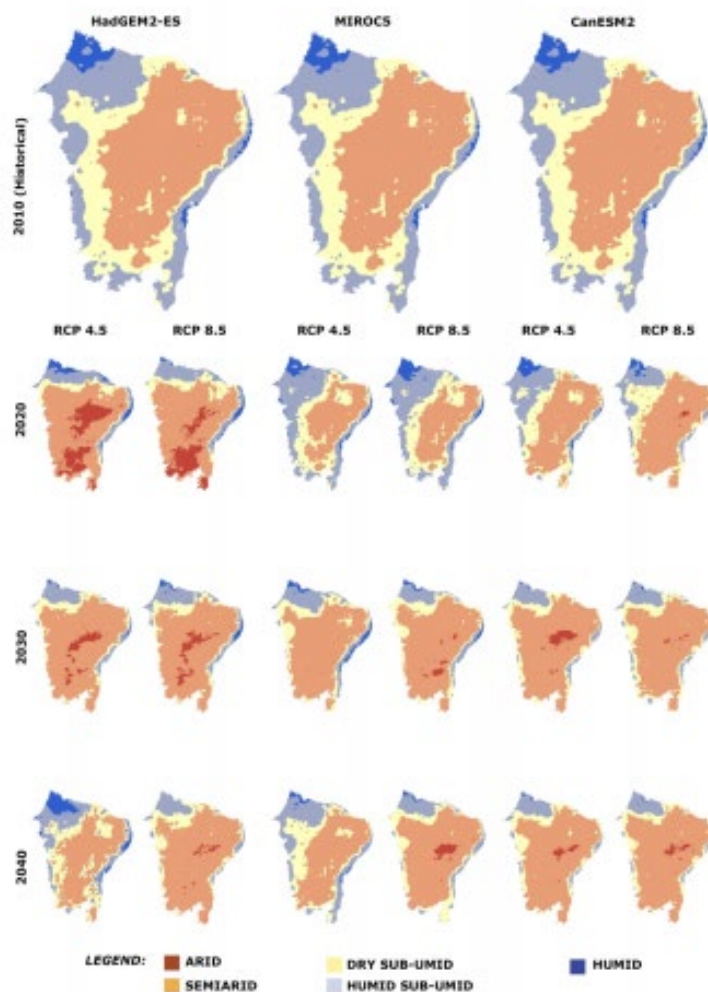 HadGEM2-ES MIROC5 CanESM2
2010 (Historical)
RCP 4.5 RCP 8.5 RCP 4.5 RCP 8.5 RCP 4.5 RCP 8.5
2020
2030
2040
LEGEND: ARID DRY SUB-UMID HUMID
SEMIARID HUMID SUB-UMID